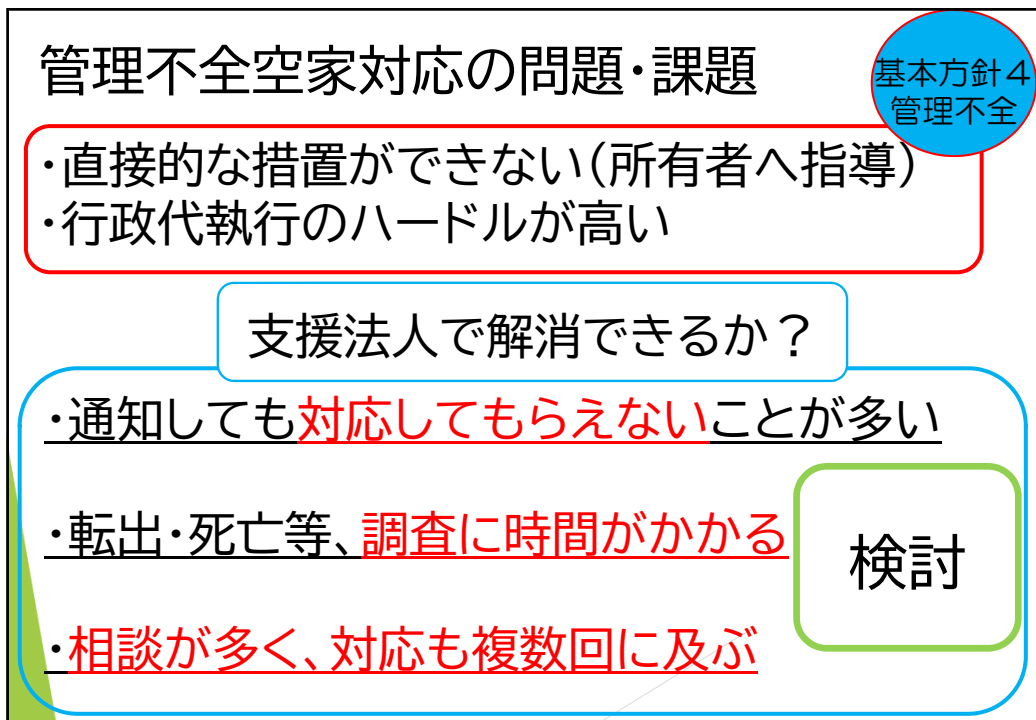 管理不全空家対応の問題・課題
基本方針４
管理不全
・直接的な措置ができない(所有者へ指導)
・行政代執行のハードルが高い
支援法人で解消できるか？
・通知しても対応してもらえないことが多い
・転出・死亡等、調査に時間がかかる
検討
・相談が多く、対応も複数回に及ぶ